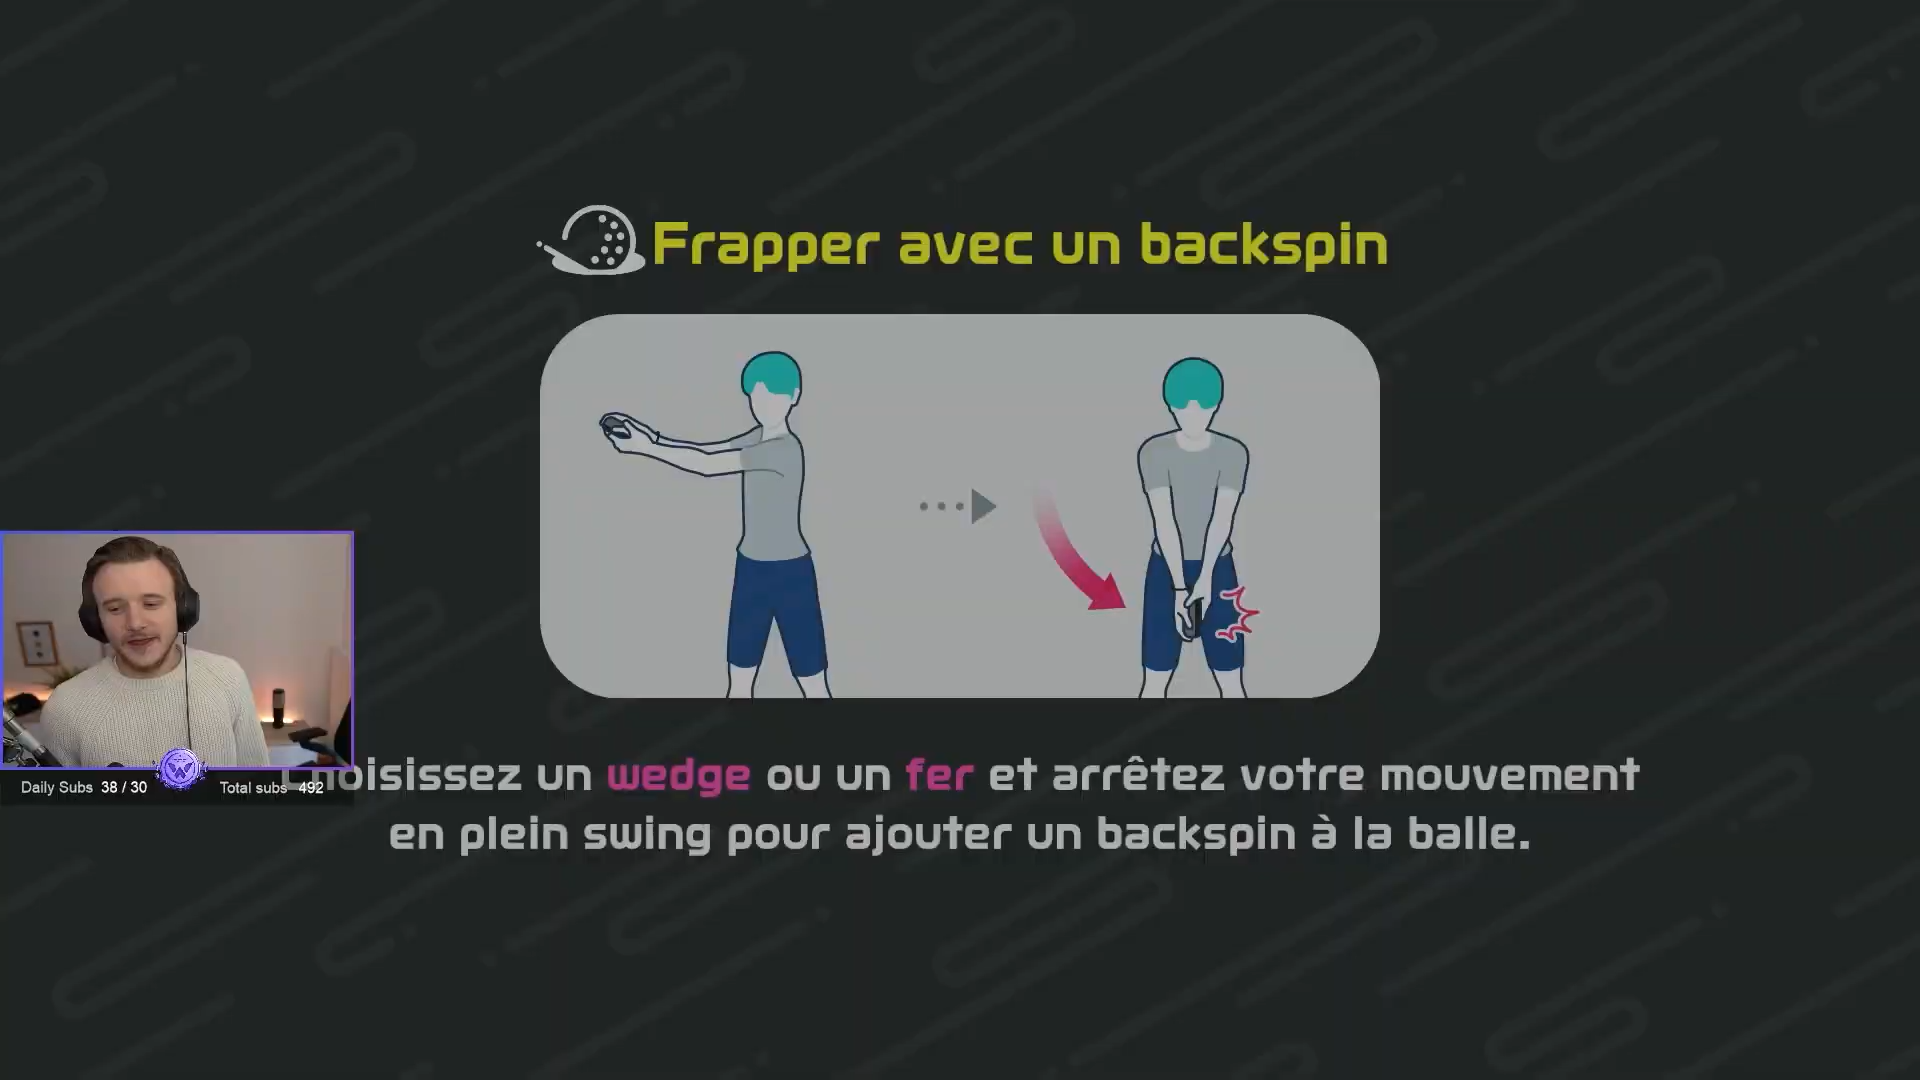 Frapper avec un backspin
Choisissez un wedge ou un fer et arrêtez votre mouvement
en plein swing pour ajouter un backspin à la balle.
Daily Subs 38 / 30
Total subs 492